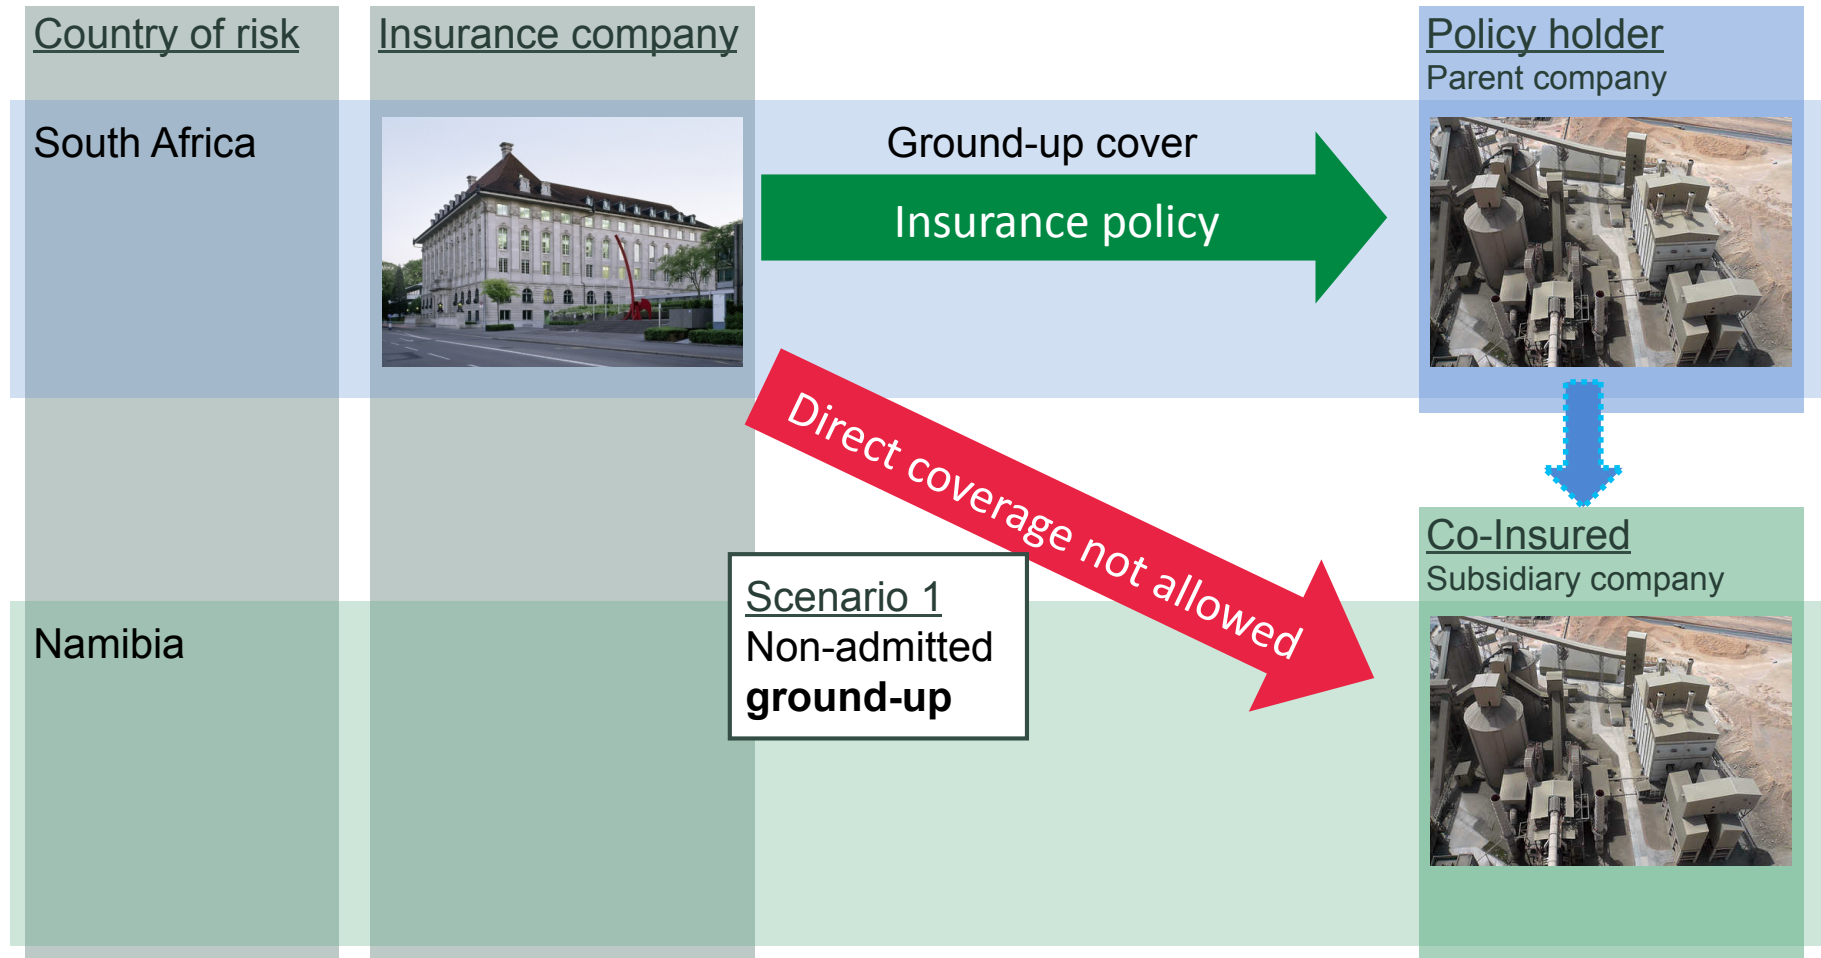 Country of risk
Insurance company
Policy holder
Parent company
South Africa
Ground-up cover
Insurance policy
Direct coverage not allowed
Co-Insured
Subsidiary company
Scenario 1
Non-admitted
ground-up
Namibia